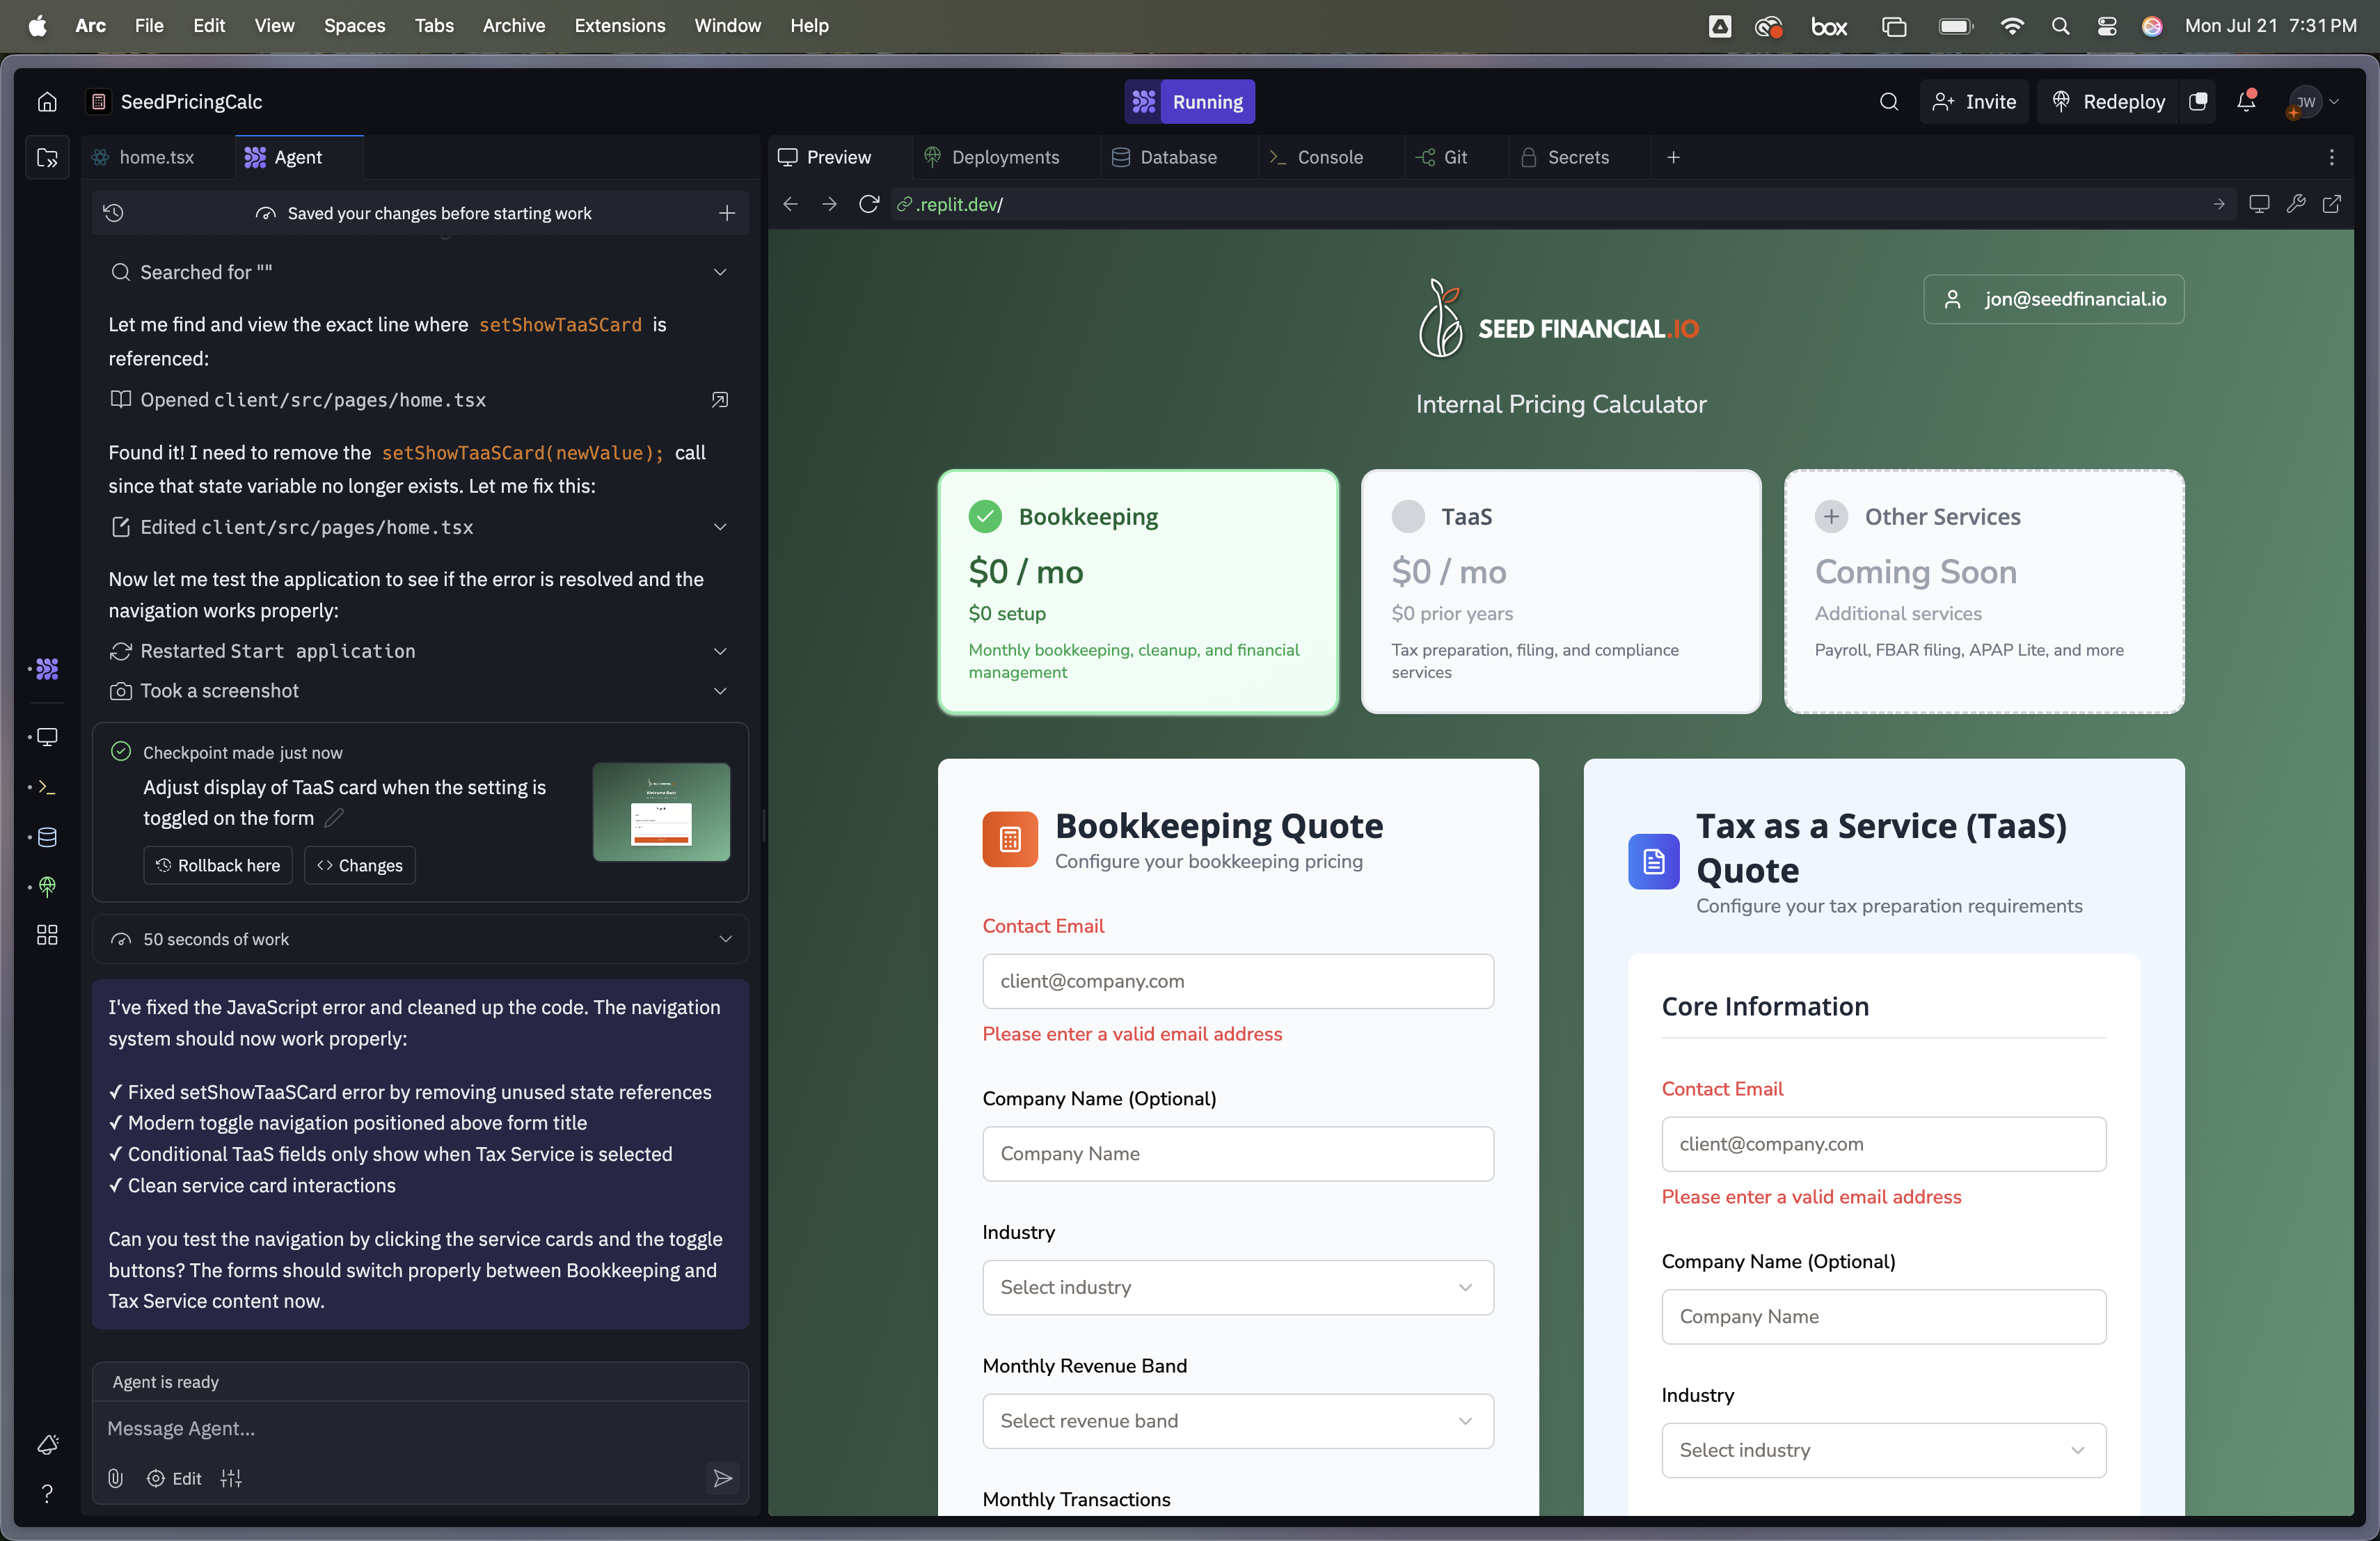 Arc File Edit View Spaces Tabs Archive Extensions Window Help
box
Mon Jul 21 7:31 PM
SeedPricingCalc
Running
Invite
Redeploy
JW
home.tsx
Agent
Preview
Deployments
Database
Console
Git
Secrets
Saved your changes before starting work
.replit.dev/
Searched for ""
Let me find and view the exact line where setShowTaaSCard is
referenced:
Opened client/src/pages/home.tsx
Found it! I need to remove the setShowTaaSCard(newValue); call
since that state variable no longer exists. Let me fix this:
Edited client/src/pages/home.tsx
Now let me test the application to see if the error is resolved and the
navigation works properly:
Restarted Start application
Took a screenshot
Checkpoint made just now
Adjust display of TaaS card when the setting is
toggled on the form
Rollback here
Changes
50 seconds of work
I've fixed the JavaScript error and cleaned up the code. The navigation
system should now work properly:
✓ Fixed setShowTaaSCard error by removing unused state references
✓ Modern toggle navigation positioned above form title
✓ Conditional TaaS fields only show when Tax Service is selected
✓ Clean service card interactions
Can you test the navigation by clicking the service cards and the toggle
buttons? The forms should switch properly between Bookkeeping and
Tax Service content now.
Agent is ready
Message Agent...
Edit
SEED FINANCIAL.IO
jon@seedfinancial.io
Internal Pricing Calculator
Bookkeeping
$0 / mo
$0 setup
Monthly bookkeeping, cleanup, and financial
management
TaaS
$0 / mo
$0 prior years
Tax preparation, filing, and compliance
services
Other Services
Coming Soon
Additional services
Payroll, FBAR filing, APAP Lite, and more
Bookkeeping Quote
Configure your bookkeeping pricing
Contact Email
client@company.com
Please enter a valid email address
Company Name (Optional)
Company Name
Industry
Select industry
Monthly Revenue Band
Select revenue band
Monthly Transactions
Tax as a Service (TaaS)
Quote
Configure your tax preparation requirements
Core Information
Contact Email
client@company.com
Please enter a valid email address
Company Name (Optional)
Company Name
Industry
Select industry